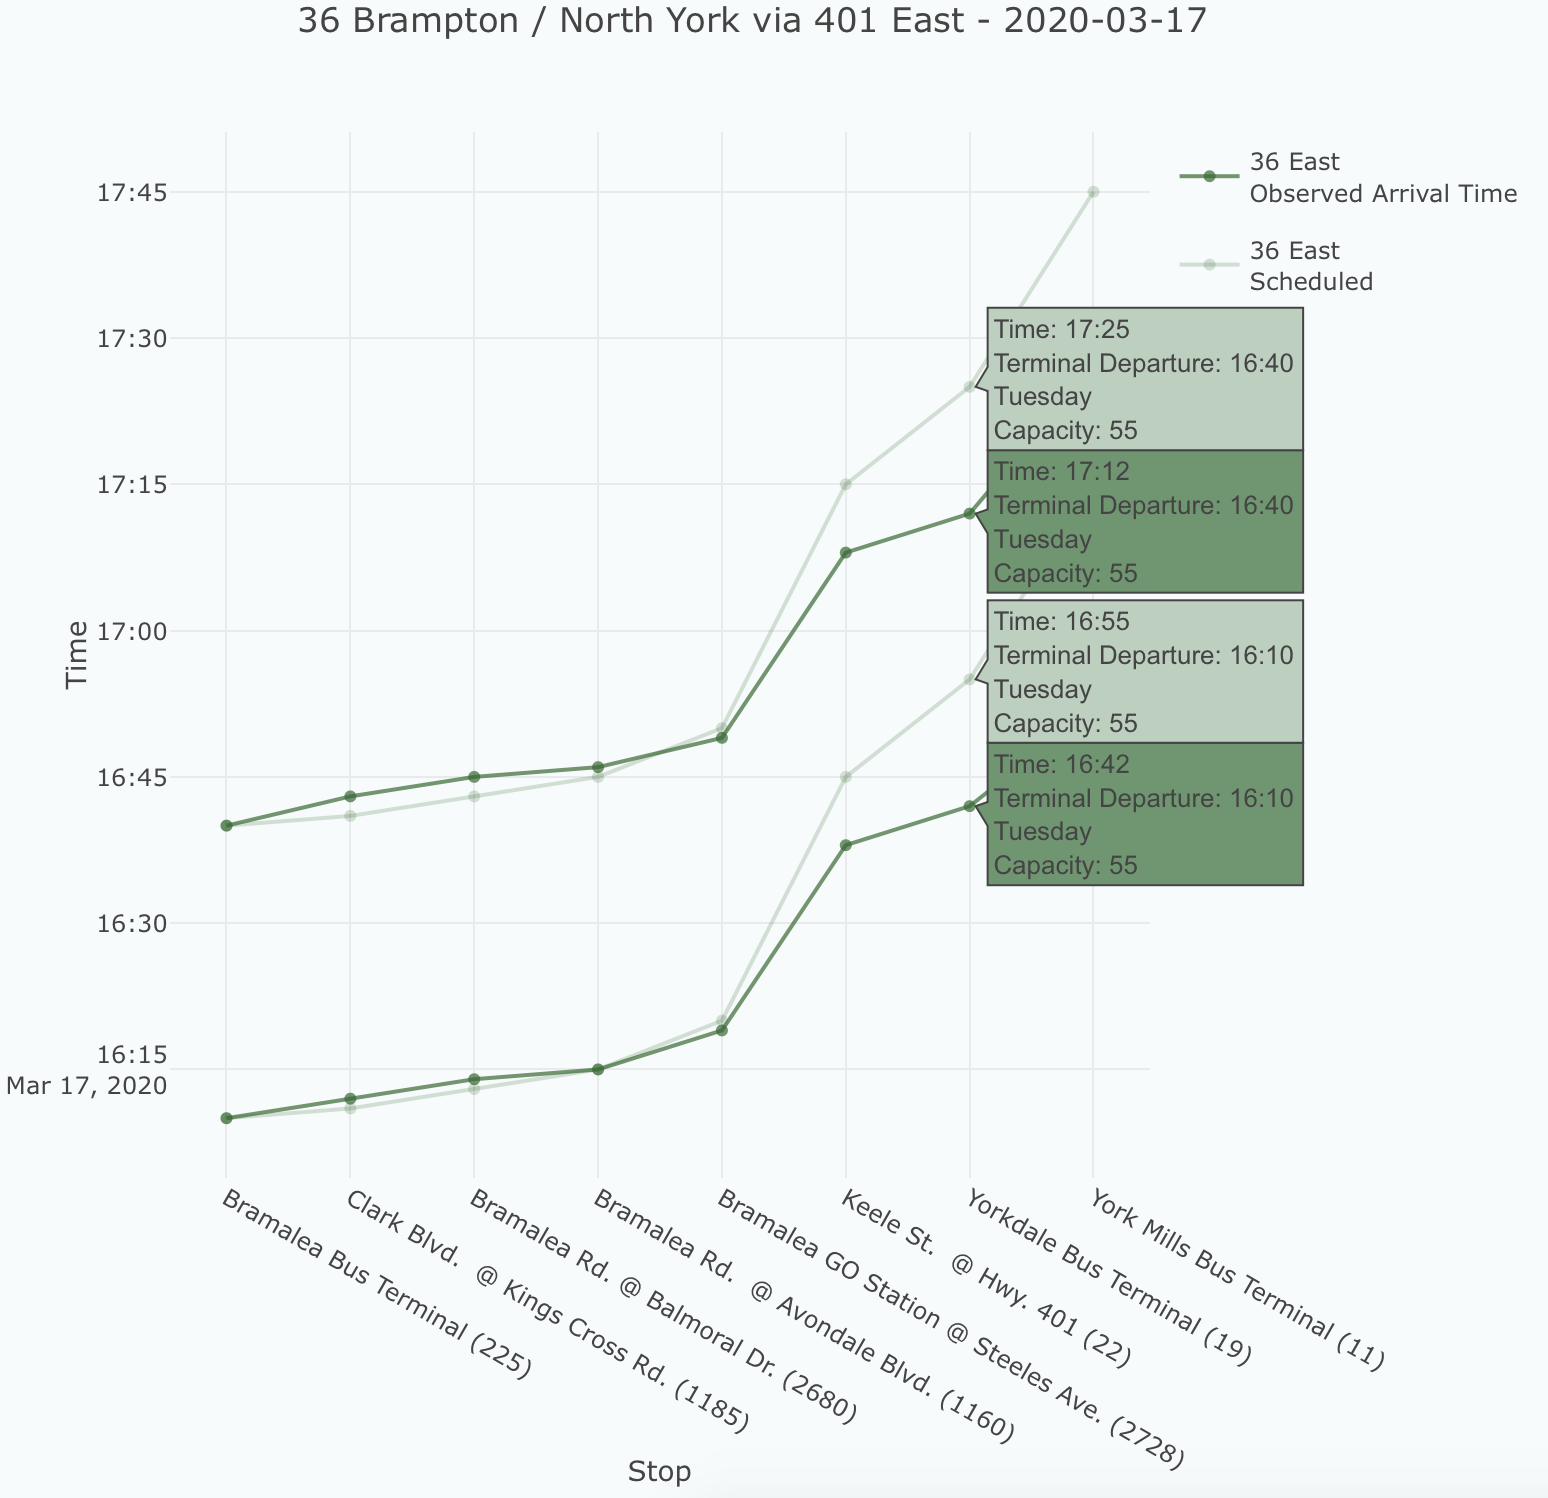 36 Brampton / North York via 401 East - 2020-03-17
36 East
Observed Arrival Time
36 East
Scheduled
Time
17:45
17:30
17:15
17:00
16:45
16:30
16:15
Mar 17, 2020
Time: 17:25
Terminal Departure: 16:40
Tuesday
Capacity: 55
Time: 17:12
Terminal Departure: 16:40
Tuesday
Capacity: 55
Time: 16:55
Terminal Departure: 16:10
Tuesday
Capacity: 55
Time: 16:42
Terminal Departure: 16:10
Tuesday
Capacity: 55
Bramalea Bus Terminal (225)
Clark Blvd.  @ Kings Cross Rd. (1185)
Bramalea Rd. @ Balmoral Dr. (2680)
Bramalea Rd.  @ Avondale Blvd. (1160)
Bramalea GO Station @ Steeles Ave. (2728)
Keele St.  @ Hwy. 401 (22)
Yorkdale Bus Terminal (19)
York Mills Bus Terminal (11)
Stop